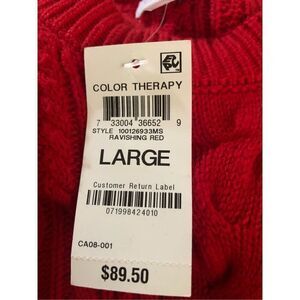 COLOR THERAPY
7 33004 36652 9
STYLE 100126933MS
RAVISHING RED
LARGE
Customer Return Label
071998424010
CA08-001
$89.50